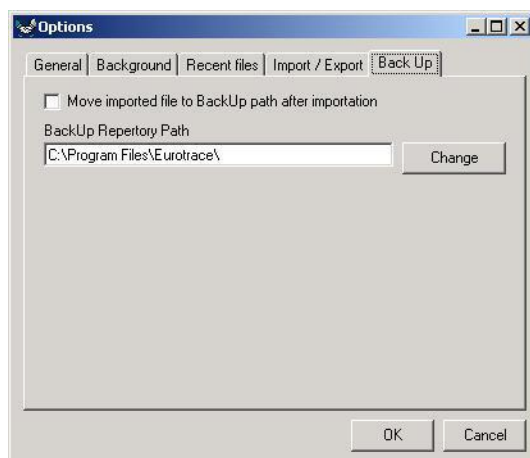 Options
General Background Recent files Import / Export Back Up
Move imported file to BackUp path after importation
BackUp Repertory Path
C:\Program Files\Eurotrace\ Change
OK Cancel